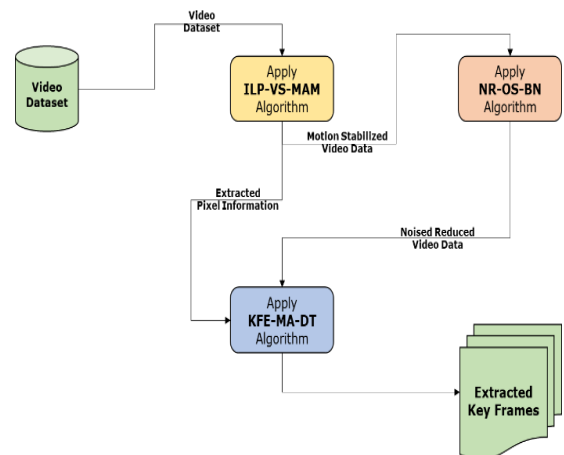 Video
Dataset
Video
Dataset
Apply
ILP-VS-MAM
Algorithm
Apply
NR-OS-BN
Algorithm
Motion Stabilized
Video Data
Extracted
Pixel Information
Noised Reduced
Video Data
Apply
KFE-MA-DT
Algorithm
Extracted
Key Frames